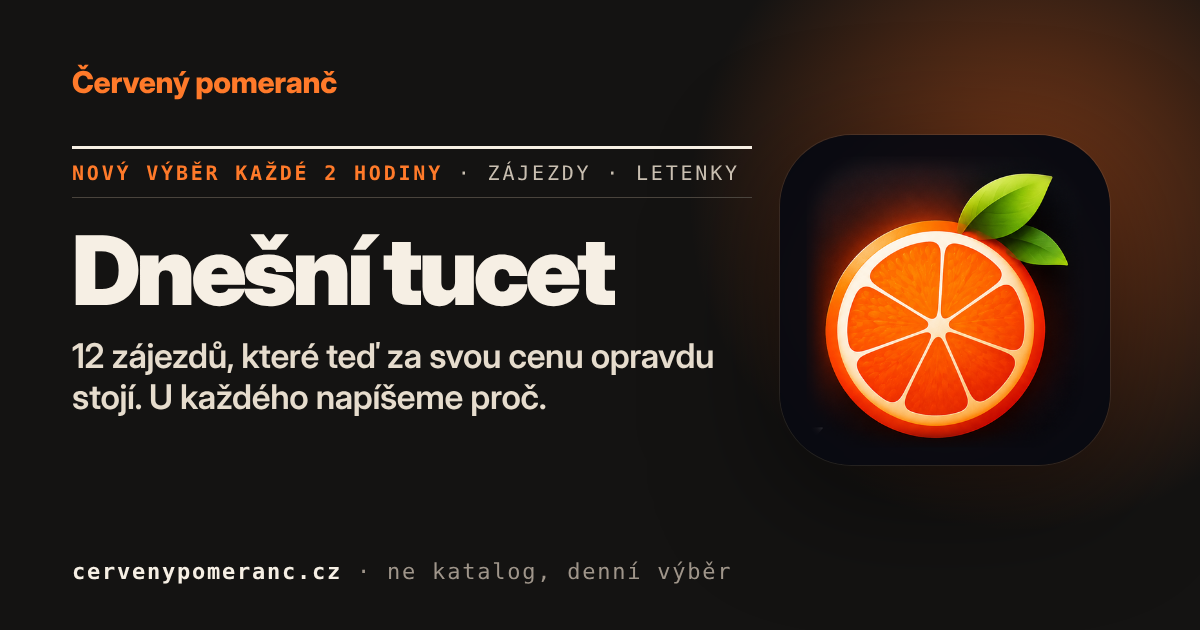 Červený pomeranč
NOVÝ VÝBĚR KAŽDÉ 2 HODINY · ZÁJEZDY · LETENKY
Dnešní tucet
12 zájezdů, které teď za svou cenu opravdu
stojí. U každého napíšeme proč.
cervenypomeranc.cz · ne katalog, denní výběr